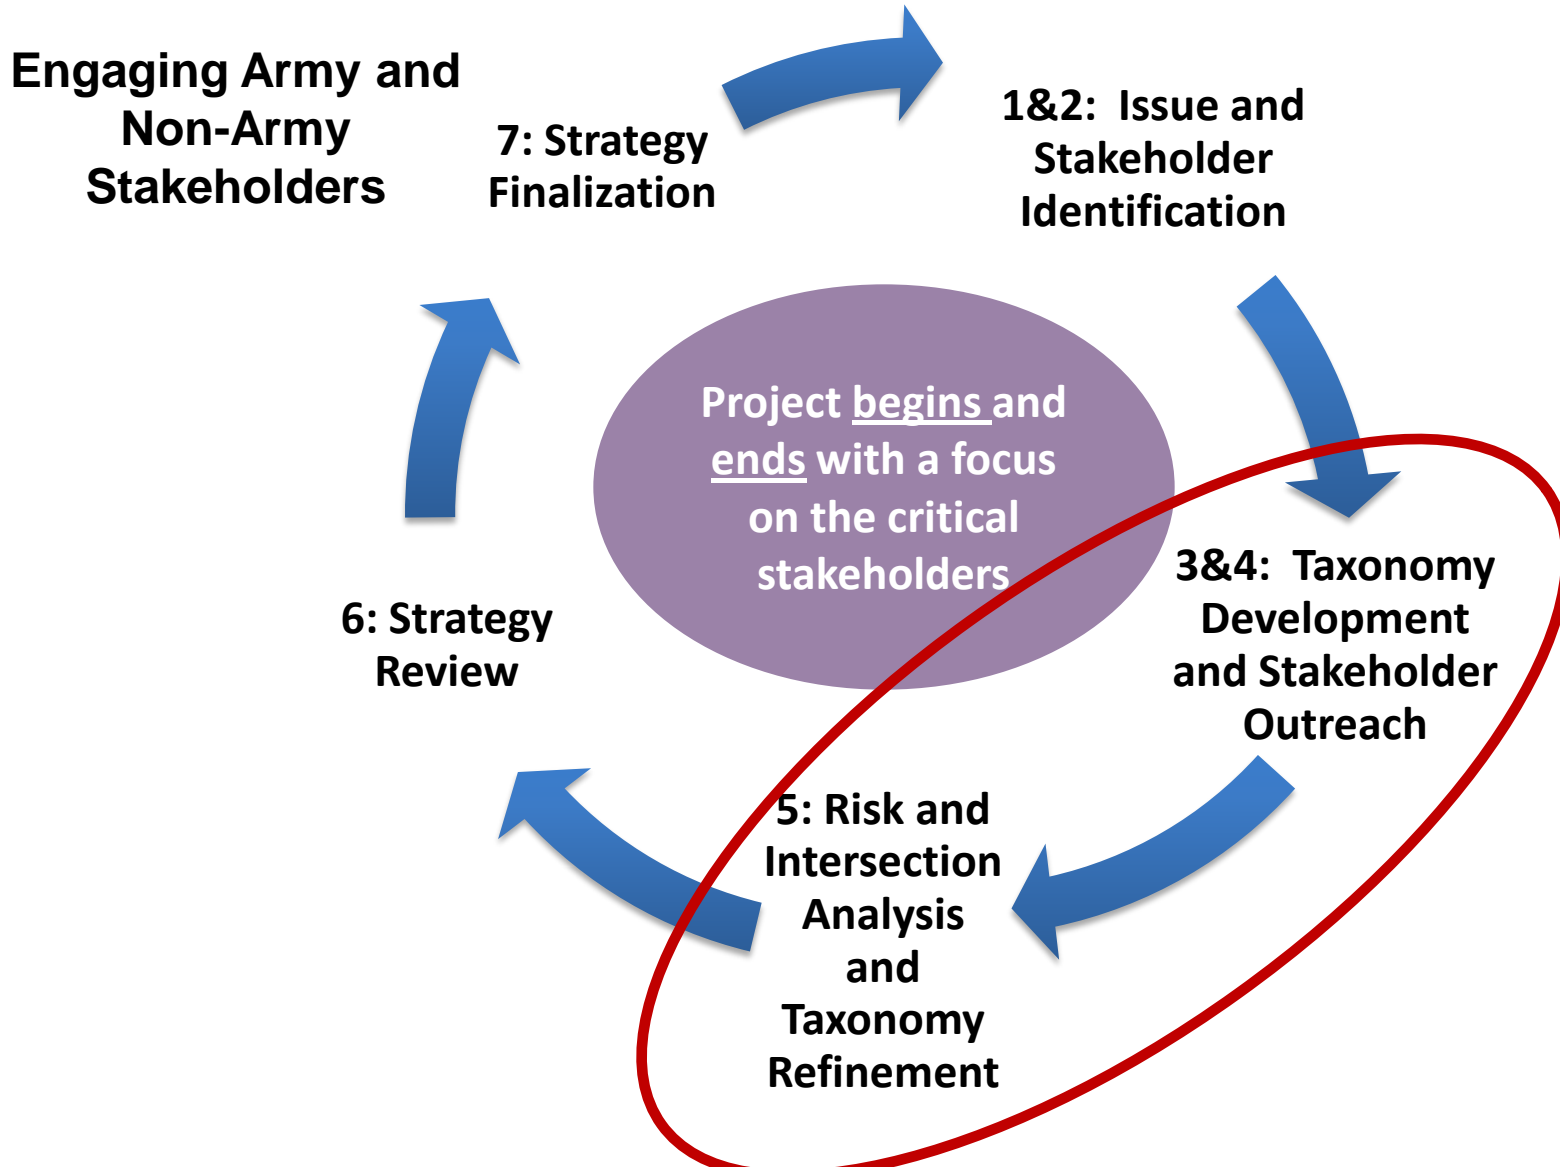 Engaging Army and
Non-Army
Stakeholders
7: Strategy
Finalization
1&2:  Issue and
Stakeholder
Identification
Project begins and
ends with a focus
on the critical
stakeholders
3&4:  Taxonomy
Development
and Stakeholder
Outreach
5: Risk and
Intersection
Analysis
and
Taxonomy
Refinement
6: Strategy
Review